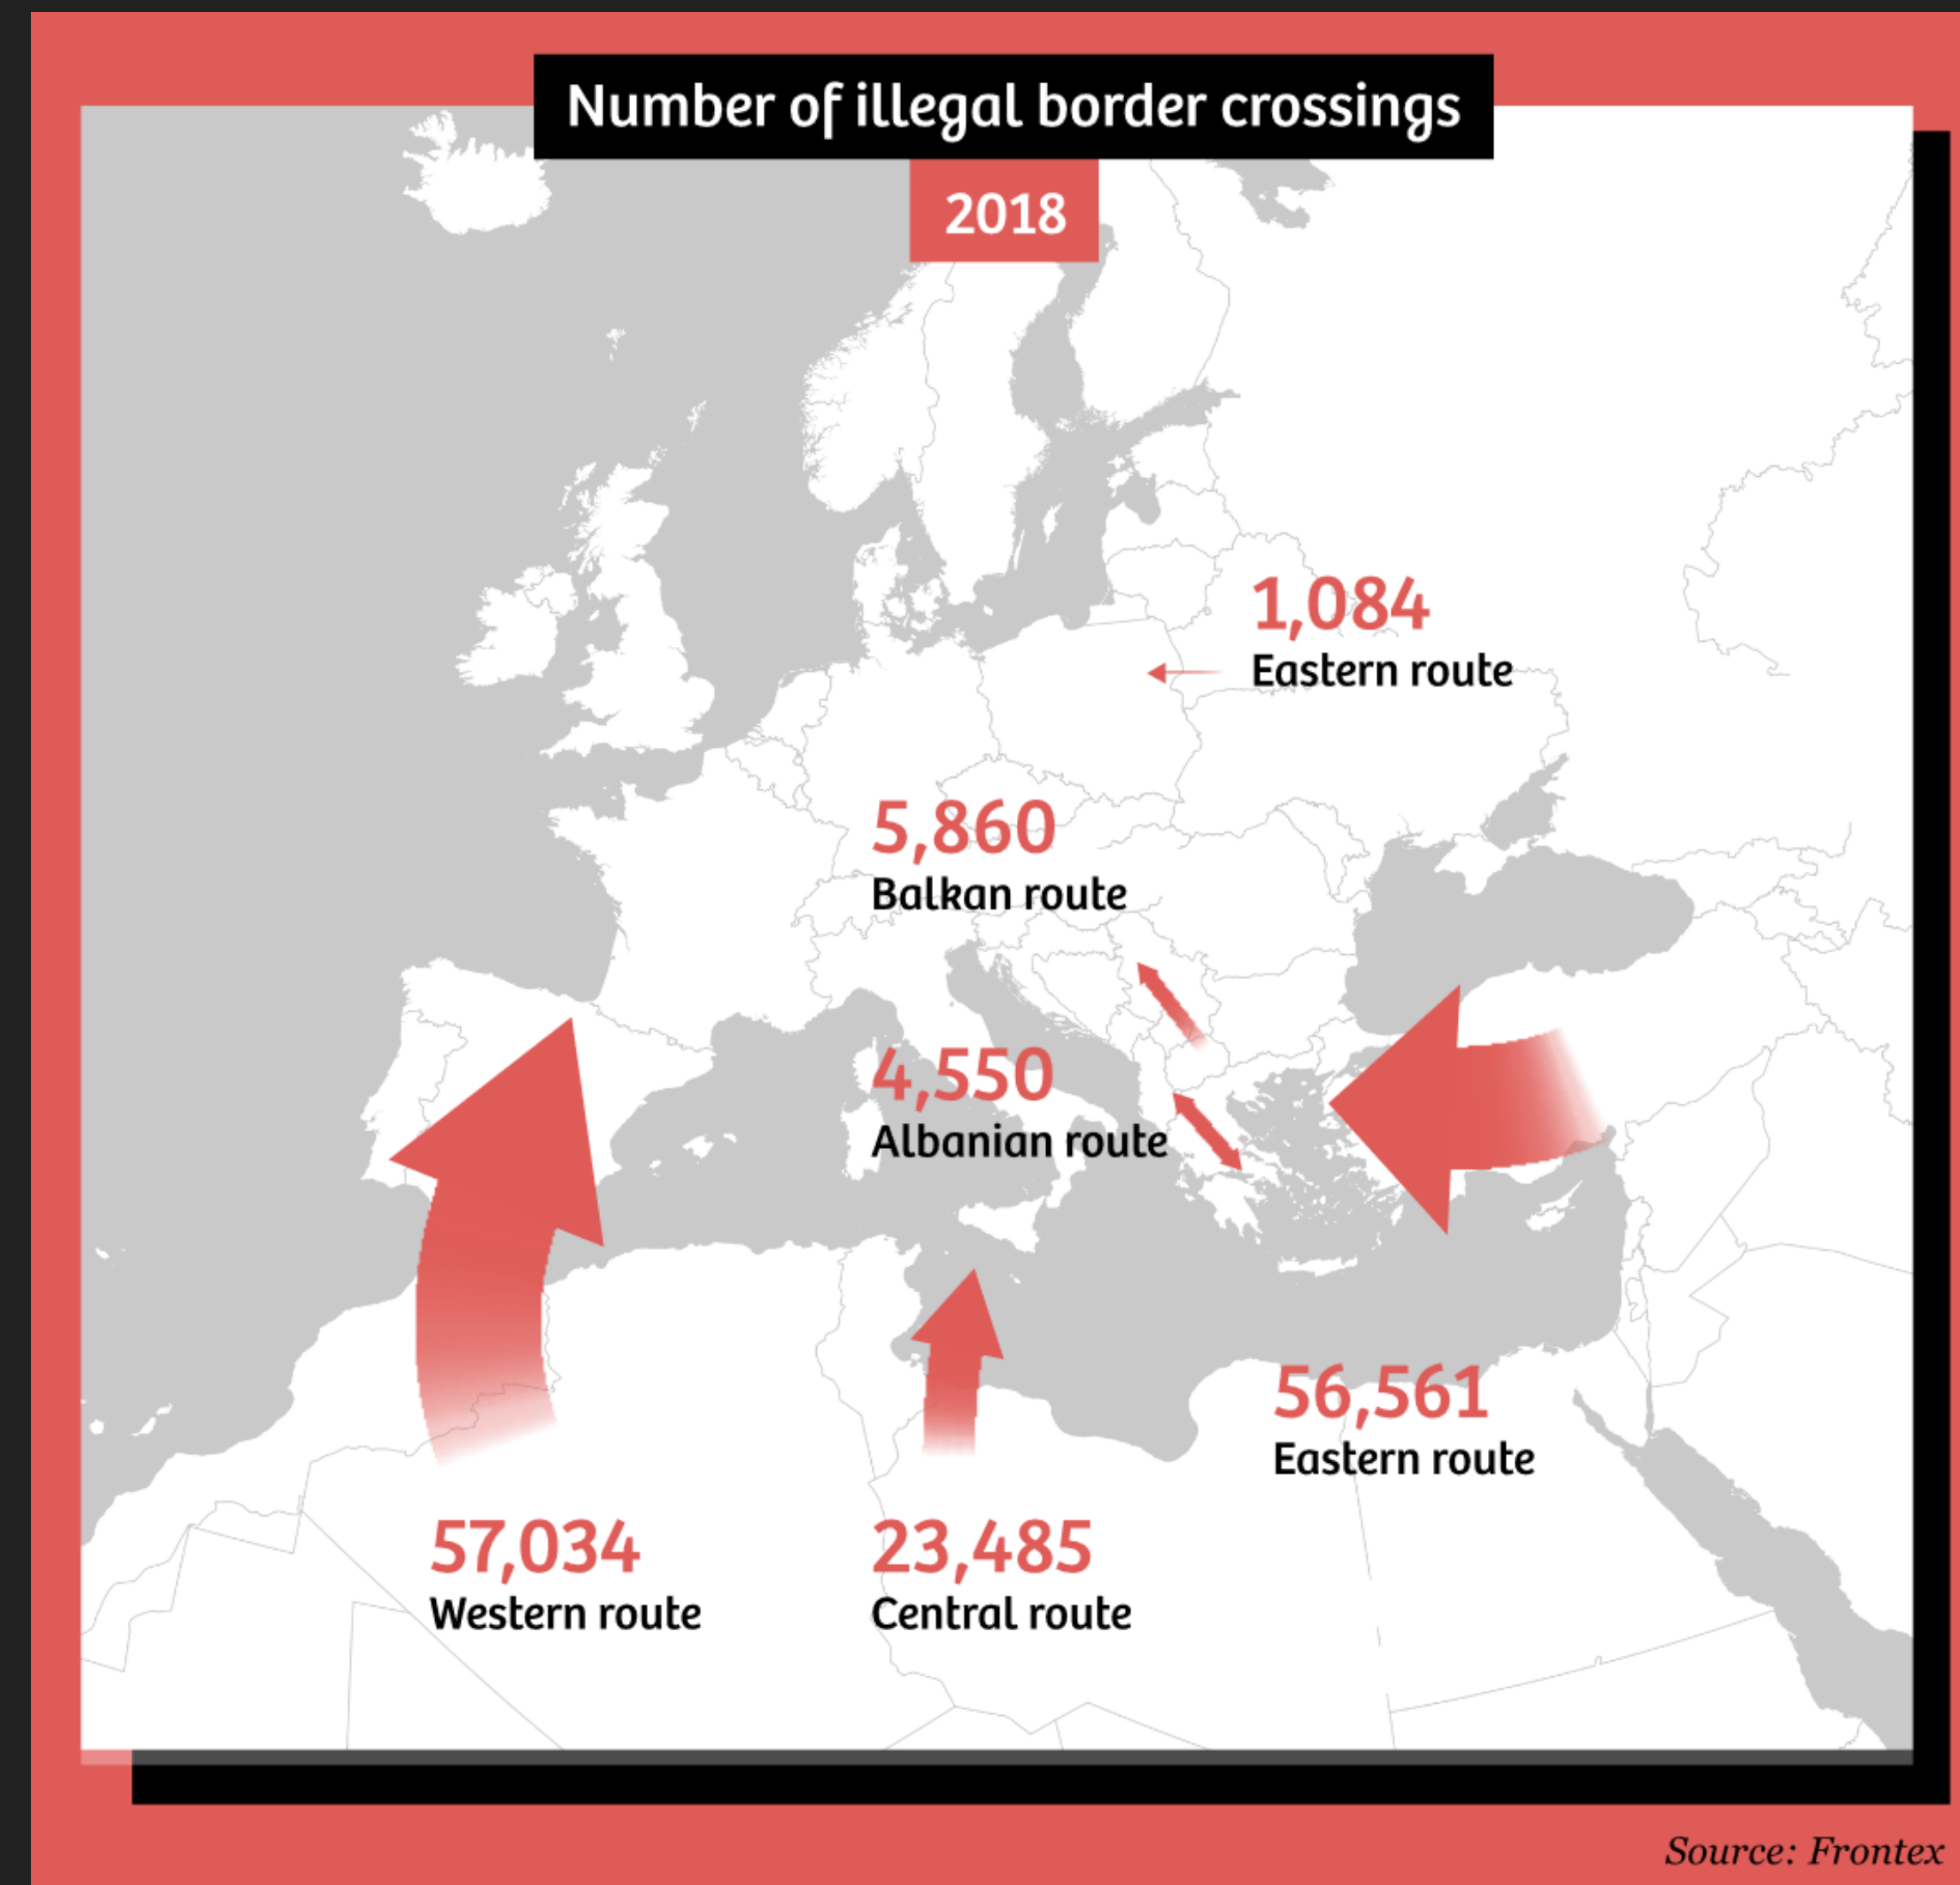 Number of illegal border crossings
2018
1,084
Eastern route
5,860
Balkan route
4,550
Albanian route
56,561
Eastern route
57,034
Western route
23,485
Central route
Source: Frontex